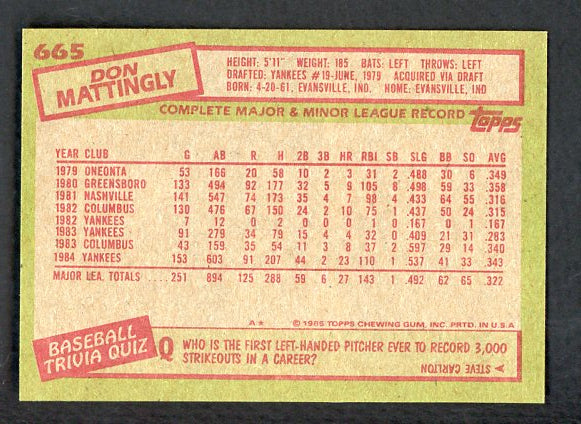 665
DON
MATTINGLY
HEIGHT: 5'11" WEIGHT: 185 BATS: LEFT THROWS: LEFT
DRAFTED: YANKEES #19-JUNE, 1979 ACQUIRED VIA DRAFT
BORN: 4-20-61, EVANSVILLE, IND. HOME: EVANSVILLE, IND
COMPLETE MAJOR & MINOR LEAGUE RECORD topps
YEAR CLUB G AB R H 2B 3B HR RBI SB SLG BB SO AVG
1979 ONEONTA 53 166 20 58 10 2 3 31 2 .488 30 6 .349
1980 GREENSBORO 133 494 92 177 32 5 9 105 8 .498 59 33 .358
1981 NASHVILLE 141 547 74 173 35 4 7 98 4 .433 64 55 .316
1982 COLUMBUS 130 476 67 150 24 2 10 75 1 .437 50 24 .315
1982 YANKEES 7 12 0 2 0 0 0 1 0 .167 0 1 .167
1983 YANKEES 91 279 34 79 15 4 4 32 0 .409 21 31 .283
1983 COLUMBUS 43 159 35 54 11 3 8 37 2 .597 29 14 .340
1984 YANKEES 153 603 91 207 44 2 23 110 1 .537 41 33 .343
MAJOR LEA. TOTALS 251 894 125 288 59 6 27 143 1 .492 62 65 .322
A* © 1985 TOPPS CHEWING GUM, INC. PRTD. IN U.S.A
BASEBALL
TRIVIA QUIZ
Q WHO IS THE FIRST LEFT-HANDED PITCHER EVER TO RECORD 3,000
STRIKEOUTS IN A CAREER?
A STEVE CARLTON